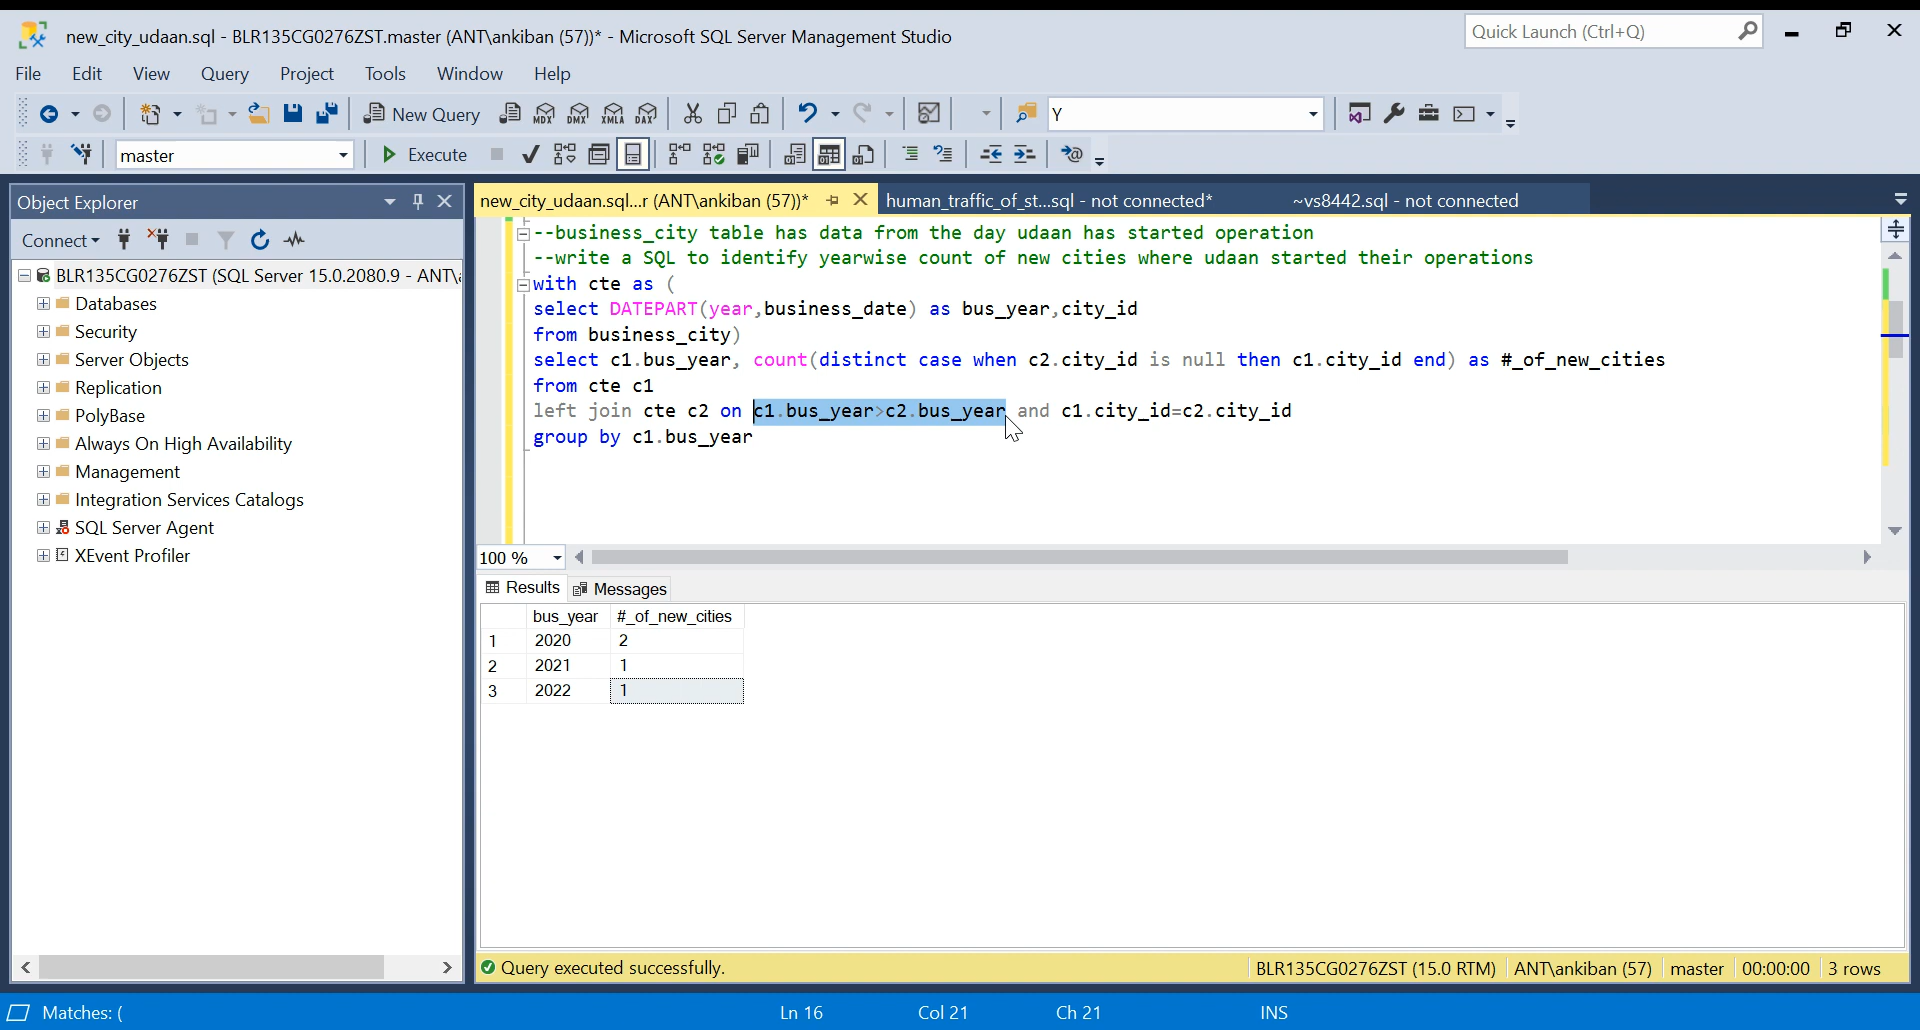 new_city_udaan.sql - BLR135CG0276ZST.master (ANT\ankiban (57))* - Microsoft SQL Server Management Studio
Quick Launch (Ctrl+Q)
File Edit View Query Project Tools Window Help
New Query MDX DMX XMLA DAX Y
master Execute
Object Explorer
new_city_udaan.sql...r (ANT\ankiban (57))* human_traffic_of_st...sql - not connected* ~vs8442.sql - not connected
Connect
BLR135CG0276ZST (SQL Server 15.0.2080.9 - ANT\
Databases
Security
Server Objects
Replication
PolyBase
Always On High Availability
Management
Integration Services Catalogs
SQL Server Agent
XEvent Profiler
--business_city table has data from the day udaan has started operation
--write a SQL to identify yearwise count of new cities where udaan started their operations
with cte as (
select DATEPART(year,business_date) as bus_year,city_id
from business_city)
select c1.bus_year, count(distinct case when c2.city_id is null then c1.city_id end) as #_of_new_cities
from cte c1
left join cte c2 on c1.bus_year>c2.bus_year and c1.city_id=c2.city_id
group by c1.bus_year
100 %
Results Messages
bus_year #_of_new_cities
1 2020 2
2 2021 1
3 2022 1
Query executed successfully. BLR135CG0276ZST (15.0 RTM) ANT\ankiban (57) master 00:00:00 3 rows
Matches: ( Ln 16 Col 21 Ch 21 INS